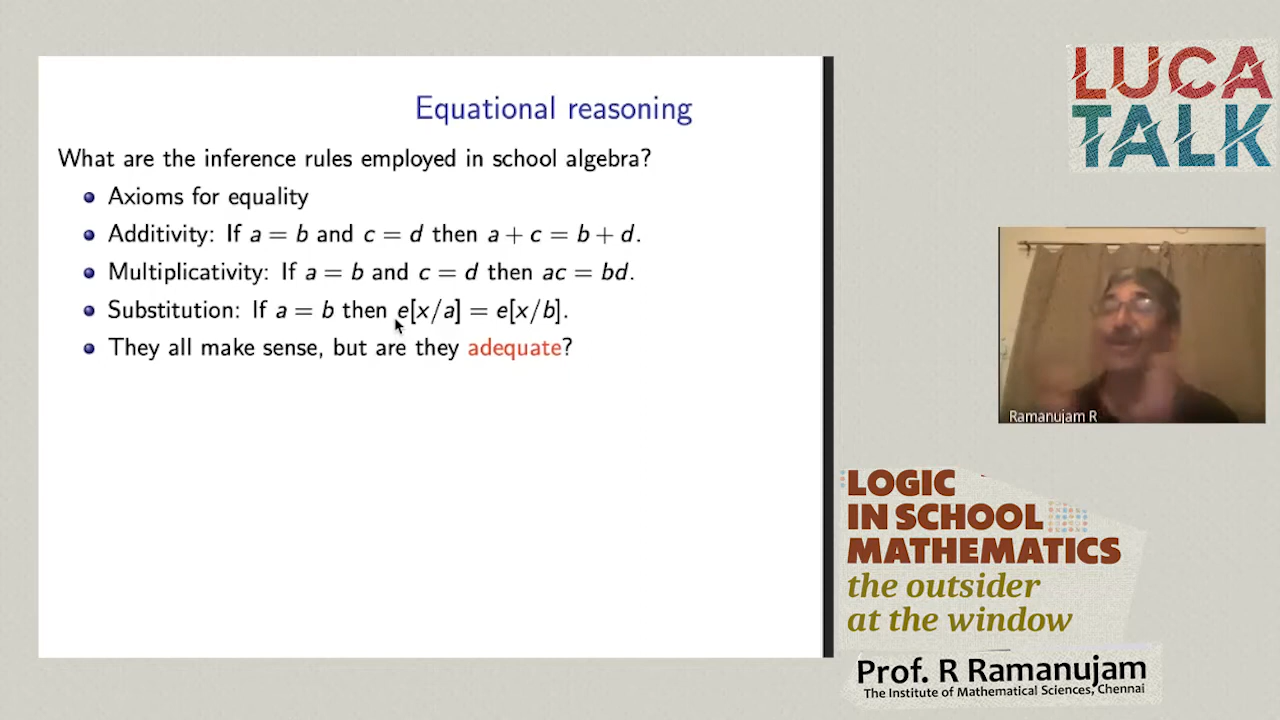 Equational reasoning
What are the inference rules employed in school algebra?
Axioms for equality
Additivity: If a = b and c = d then a + c = b + d.
Multiplicativity: If a = b and c = d then ac = bd.
Substitution: If a = b then e[x/a] = e[x/b].
They all make sense, but are they adequate?
LUCA
TALK
Ramanujam R
LOGIC
IN SCHOOL
MATHEMATICS
the outsider
at the window
Prof. R Ramanujam
The Institute of Mathematical Sciences, Chennai